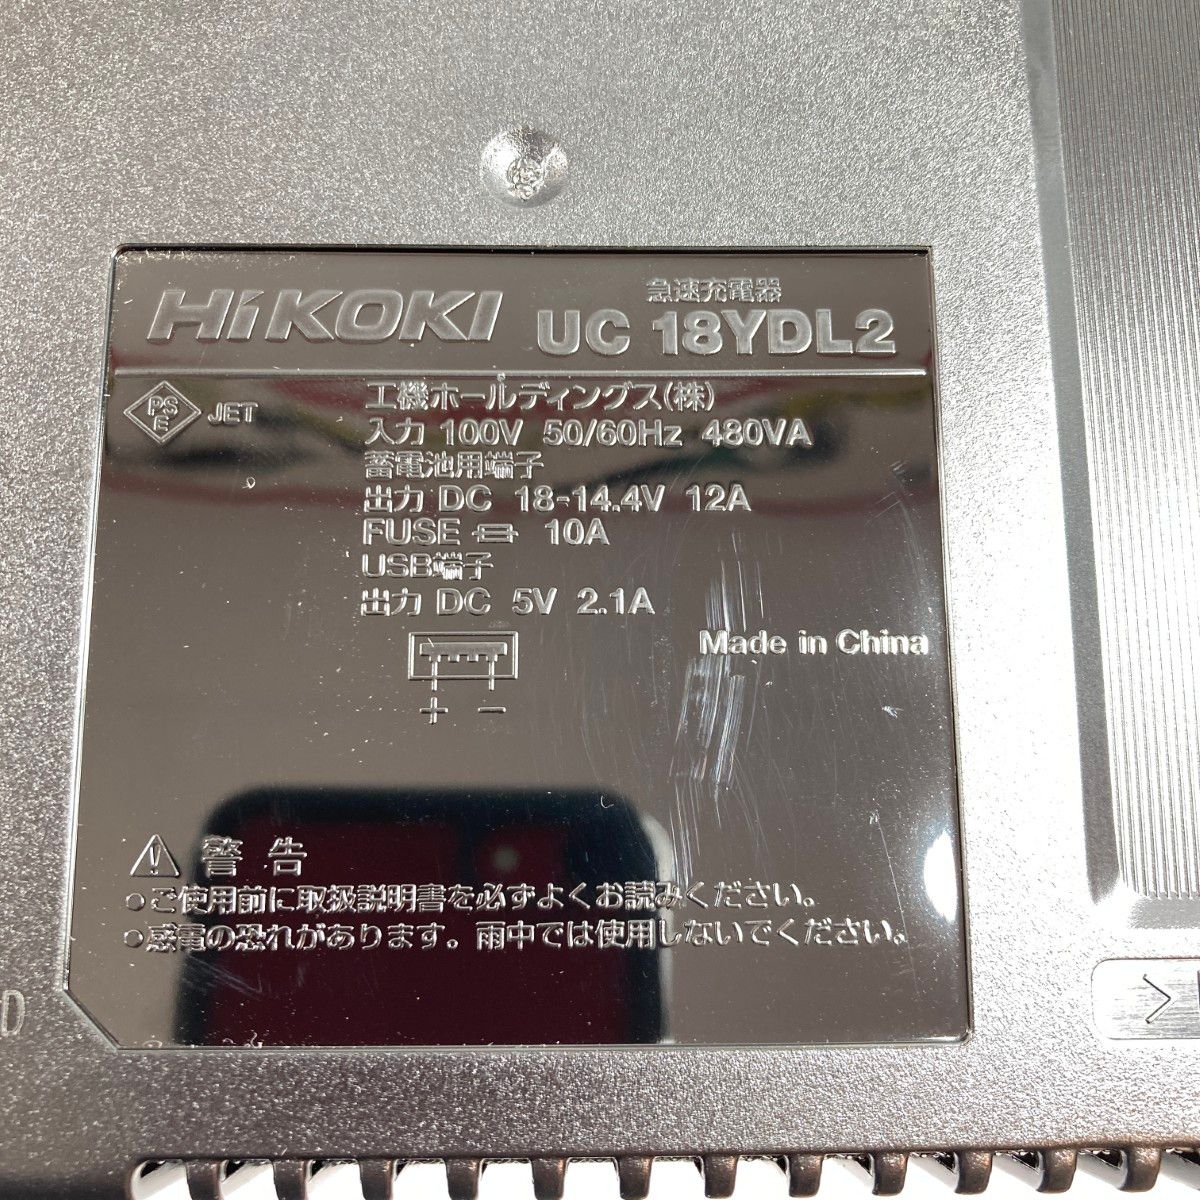 HiKOKI
急速充電器
UC 18YDL2
PS
E
JET
工機ホールディングス(株)
入力 100V 50/60Hz 480VA
蓄電池用端子
出力 DC 18-14.4V 12A
FUSE 10A
USB端子
出力 DC 5V 2.1A
Made in China
+ −
警告
●ご使用前に取扱説明書を必ずよくお読みください。
●感電の恐れがあります。雨中では使用しないでください。
D